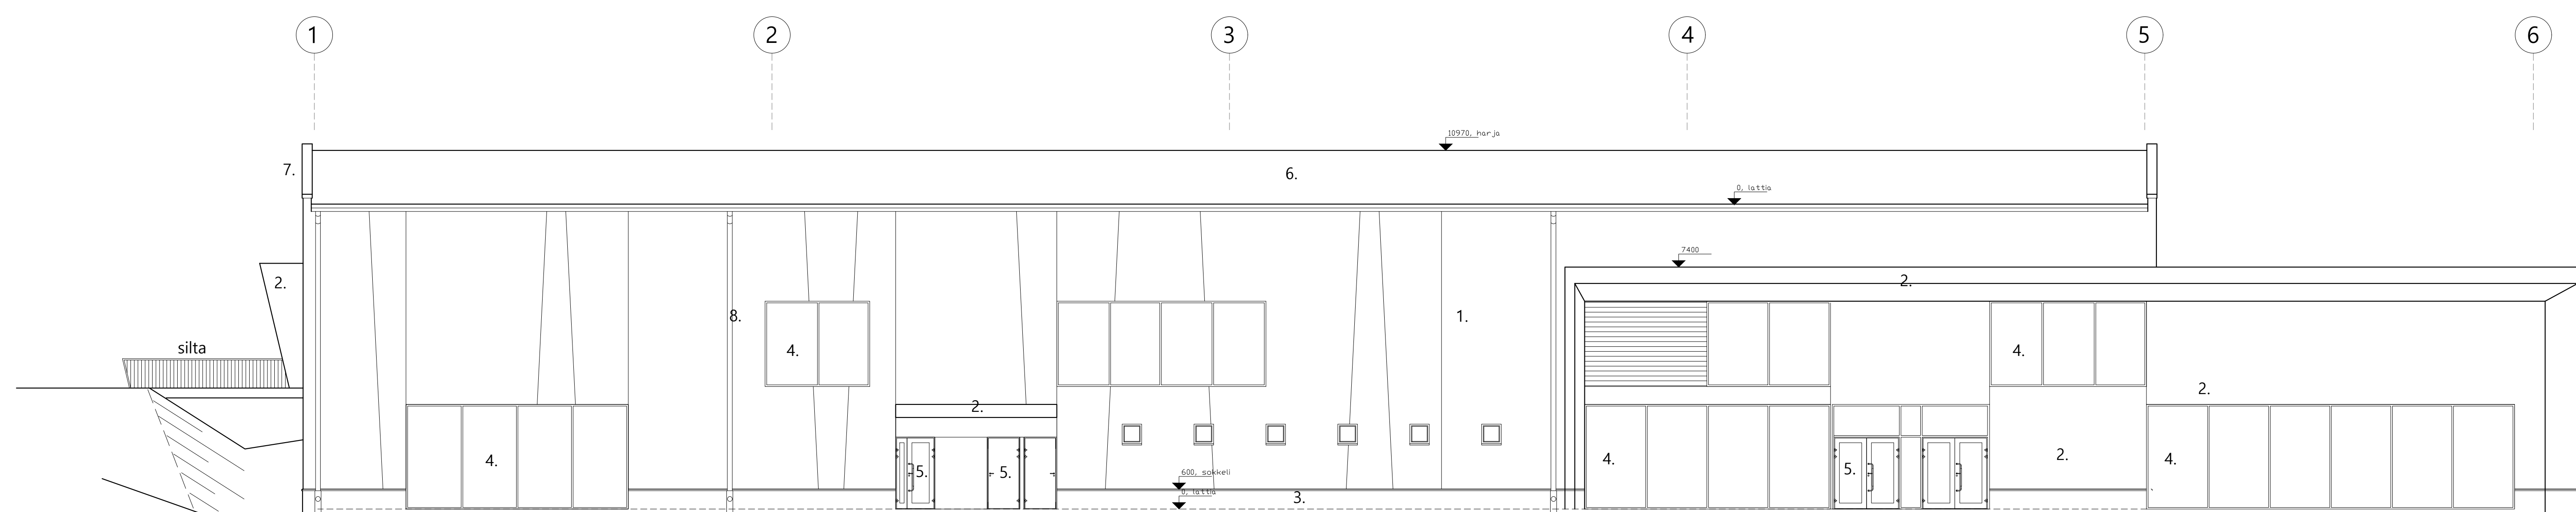 1 2 3 4 5 6
10970, harja
7. 6.
0, lattia
7400
2. 2.
8. 1.
silta 4. 4.
2. 2.
4. 5. 5. 4. 5. 2. 4.
600, sokkeli
0, lattia 3.